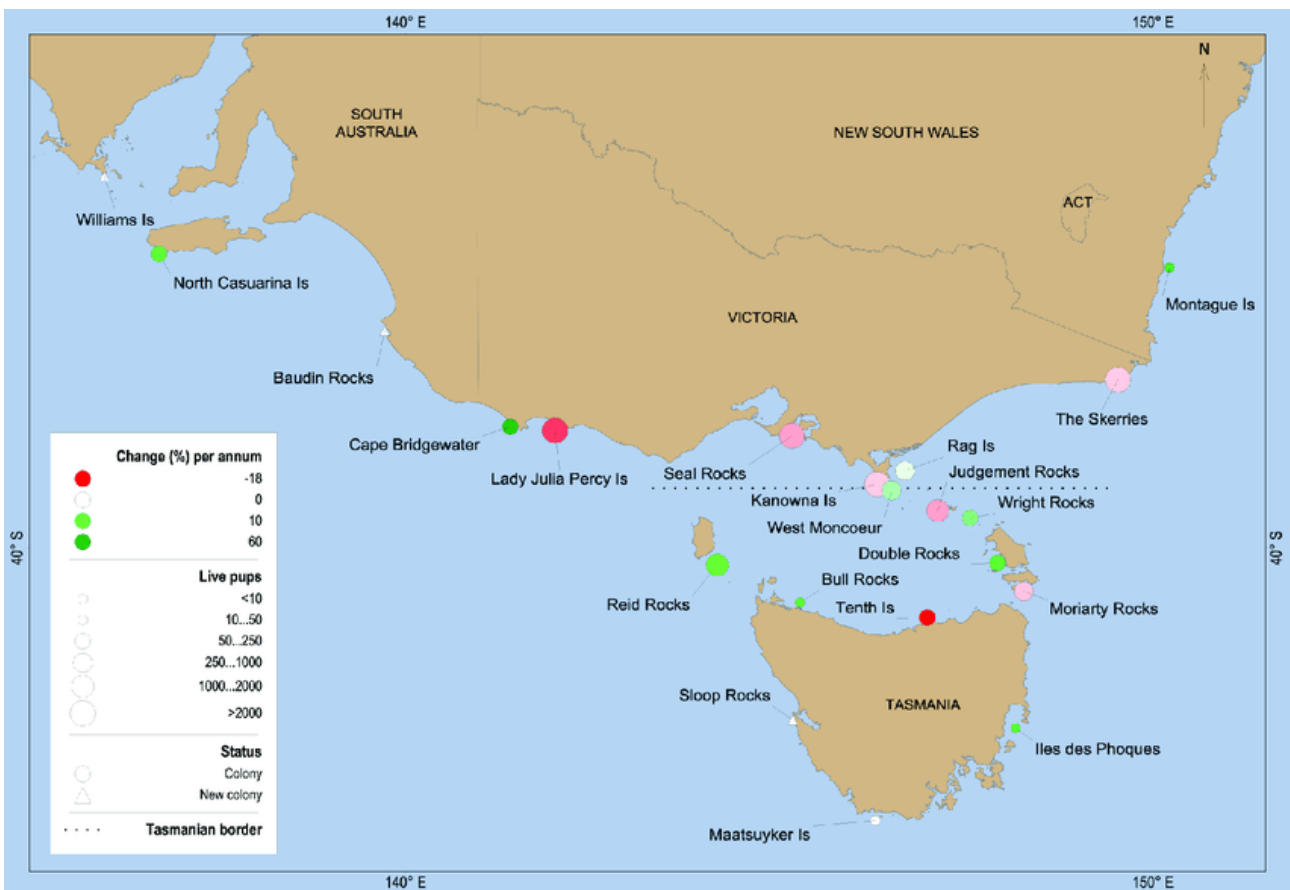 140° E
150° E
N
SOUTH
AUSTRALIA
NEW SOUTH WALES
ACT
Williams Is
North Casuarina Is
Montague Is
VICTORIA
Baudin Rocks
The Skerries
Cape Bridgewater
Rag Is
Lady Julia Percy Is
Seal Rocks
Judgement Rocks
Kanowna Is
Wright Rocks
West Moncoeur
40° S
40° S
Double Rocks
Bull Rocks
Reid Rocks
Tenth Is
Moriarty Rocks
Sloop Rocks
TASMANIA
Iles des Phoques
Maatsuyker Is
Change (%) per annum
-18
0
10
60
Live pups
<10
10...50
50...250
250...1000
1000...2000
>2000
Status
Colony
New colony
Tasmanian border
140° E
150° E